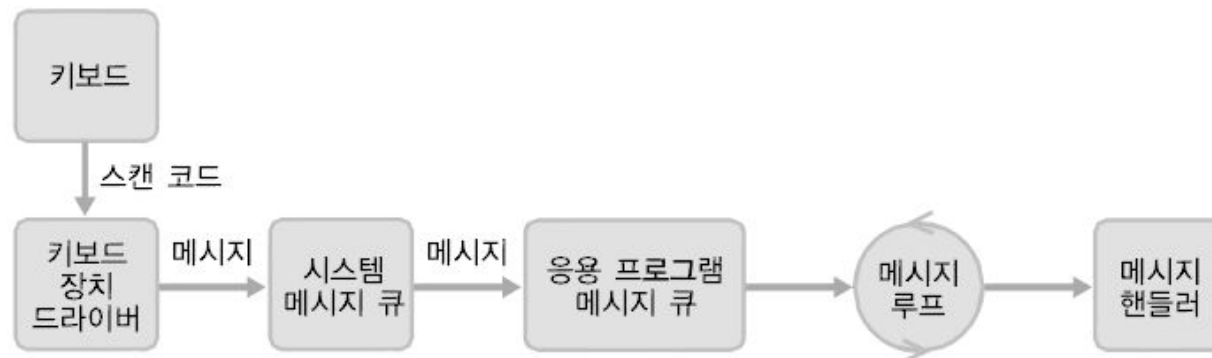 키보드
스캔 코드
키보드
장치
드라이버
메시지
시스템
메시지 큐
메시지
응용 프로그램
메시지 큐
메시지
루프
메시지
핸들러